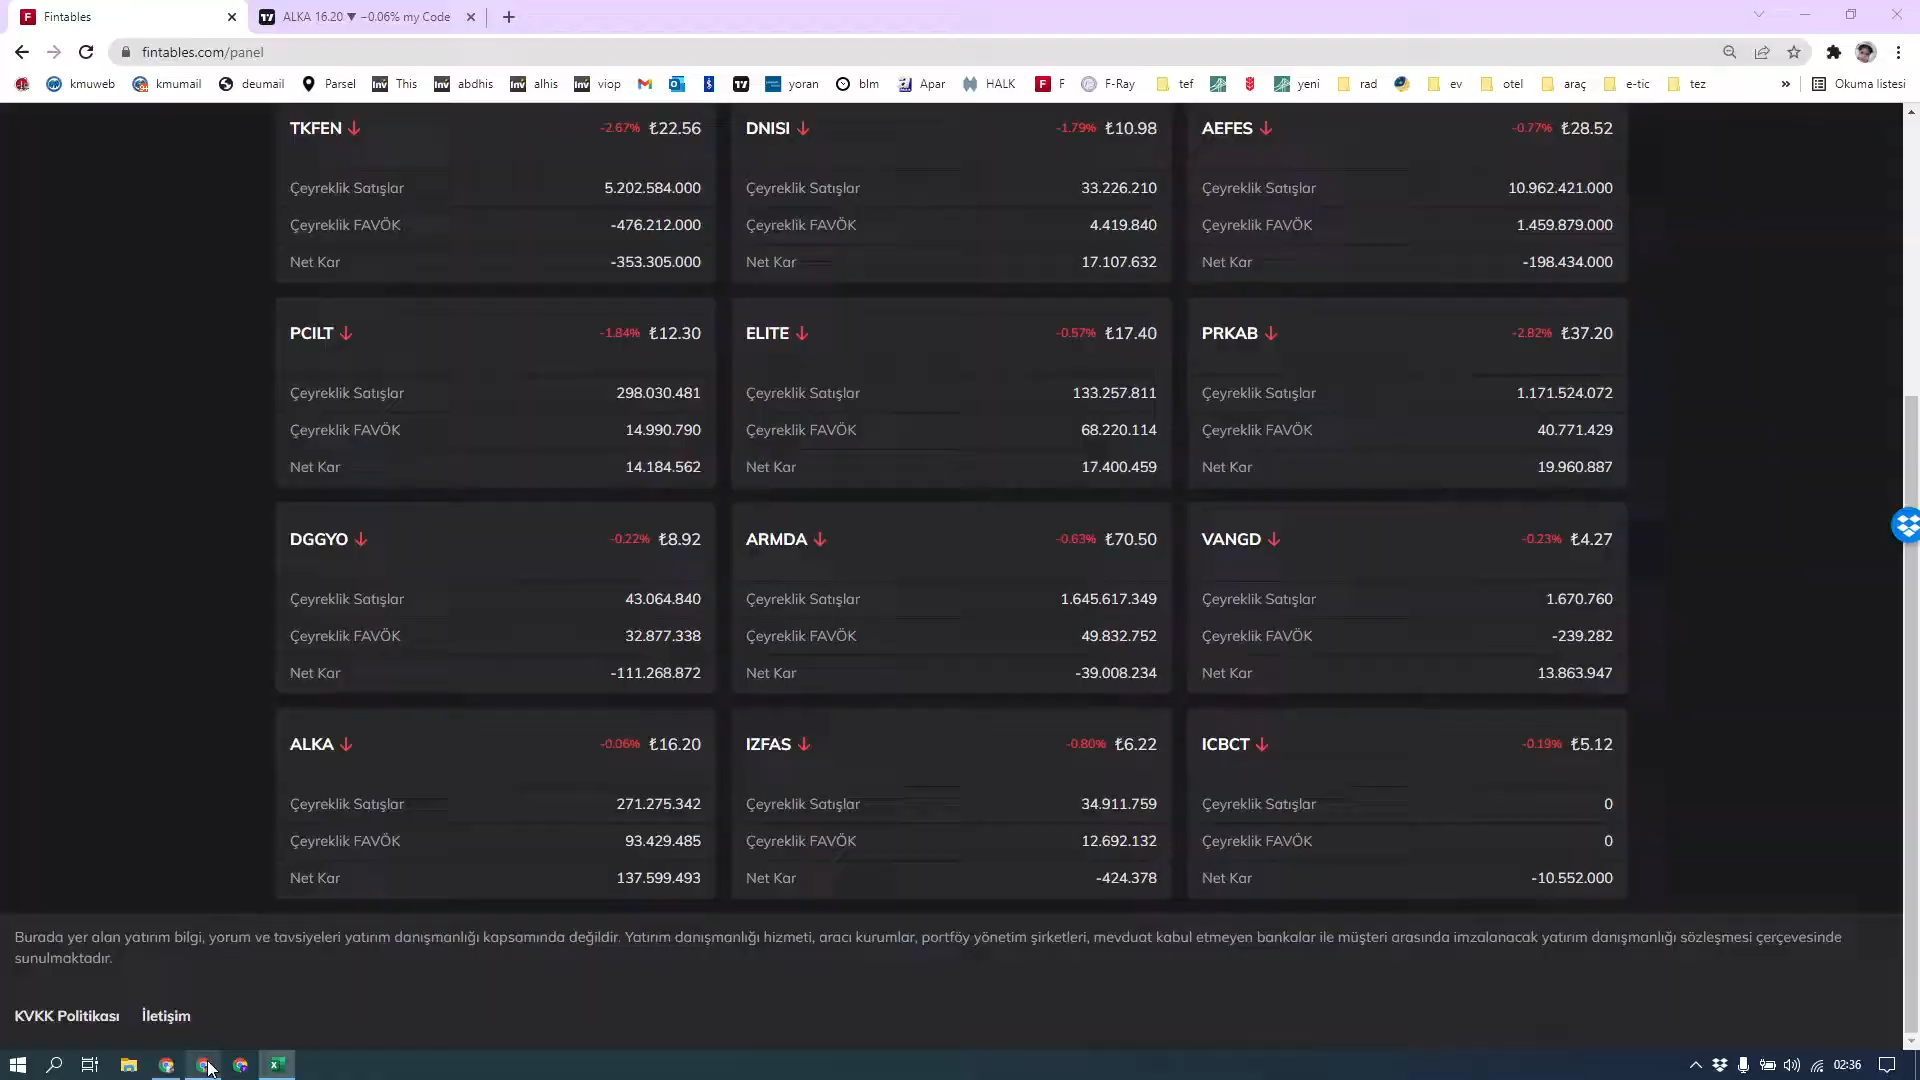 Fintables
ALKA 16.20 ▼ −0.06% my Code
fintables.com/panel
kmuweb kmumail deumail Parsel This abdhis alhis viop yoran blm Apar HALK F F-Ray tef yeni rad ev otel araç e-tic tez » Okuma listesi
TKFEN ↓ -2.67% ₺22.56
Çeyreklik Satışlar 5.202.584.000
Çeyreklik FAVÖK -476.212.000
Net Kar -353.305.000
DNISI ↓ -1.79% ₺10.98
Çeyreklik Satışlar 33.226.210
Çeyreklik FAVÖK 4.419.840
Net Kar 17.107.632
AEFES ↓ -0.77% ₺28.52
Çeyreklik Satışlar 10.962.421.000
Çeyreklik FAVÖK 1.459.879.000
Net Kar -198.434.000
PCILT ↓ -1.84% ₺12.30
Çeyreklik Satışlar 298.030.481
Çeyreklik FAVÖK 14.990.790
Net Kar 14.184.562
ELITE ↓ -0.57% ₺17.40
Çeyreklik Satışlar 133.257.811
Çeyreklik FAVÖK 68.220.114
Net Kar 17.400.459
PRKAB ↓ -2.82% ₺37.20
Çeyreklik Satışlar 1.171.524.072
Çeyreklik FAVÖK 40.771.429
Net Kar 19.960.887
DGGYO ↓ -0.22% ₺8.92
Çeyreklik Satışlar 43.064.840
Çeyreklik FAVÖK 32.877.338
Net Kar -111.268.872
ARMDA ↓ -0.63% ₺70.50
Çeyreklik Satışlar 1.645.617.349
Çeyreklik FAVÖK 49.832.752
Net Kar -39.008.234
VANGD ↓ -0.23% ₺4.27
Çeyreklik Satışlar 1.670.760
Çeyreklik FAVÖK -239.282
Net Kar 13.863.947
ALKA ↓ -0.06% ₺16.20
Çeyreklik Satışlar 271.275.342
Çeyreklik FAVÖK 93.429.485
Net Kar 137.599.493
IZFAS ↓ -0.80% ₺6.22
Çeyreklik Satışlar 34.911.759
Çeyreklik FAVÖK 12.692.132
Net Kar -424.378
ICBCT ↓ -0.19% ₺5.12
Çeyreklik Satışlar 0
Çeyreklik FAVÖK 0
Net Kar -10.552.000
Burada yer alan yatırım bilgi, yorum ve tavsiyeleri yatırım danışmanlığı kapsamında değildir. Yatırım danışmanlığı hizmeti, aracı kurumlar, portföy yönetim şirketleri, mevduat kabul etmeyen bankalar ile müşteri arasında imzalanacak yatırım danışmanlığı sözleşmesi çerçevesinde
sunulmaktadır.
KVKK Politikası İletişim
02:36